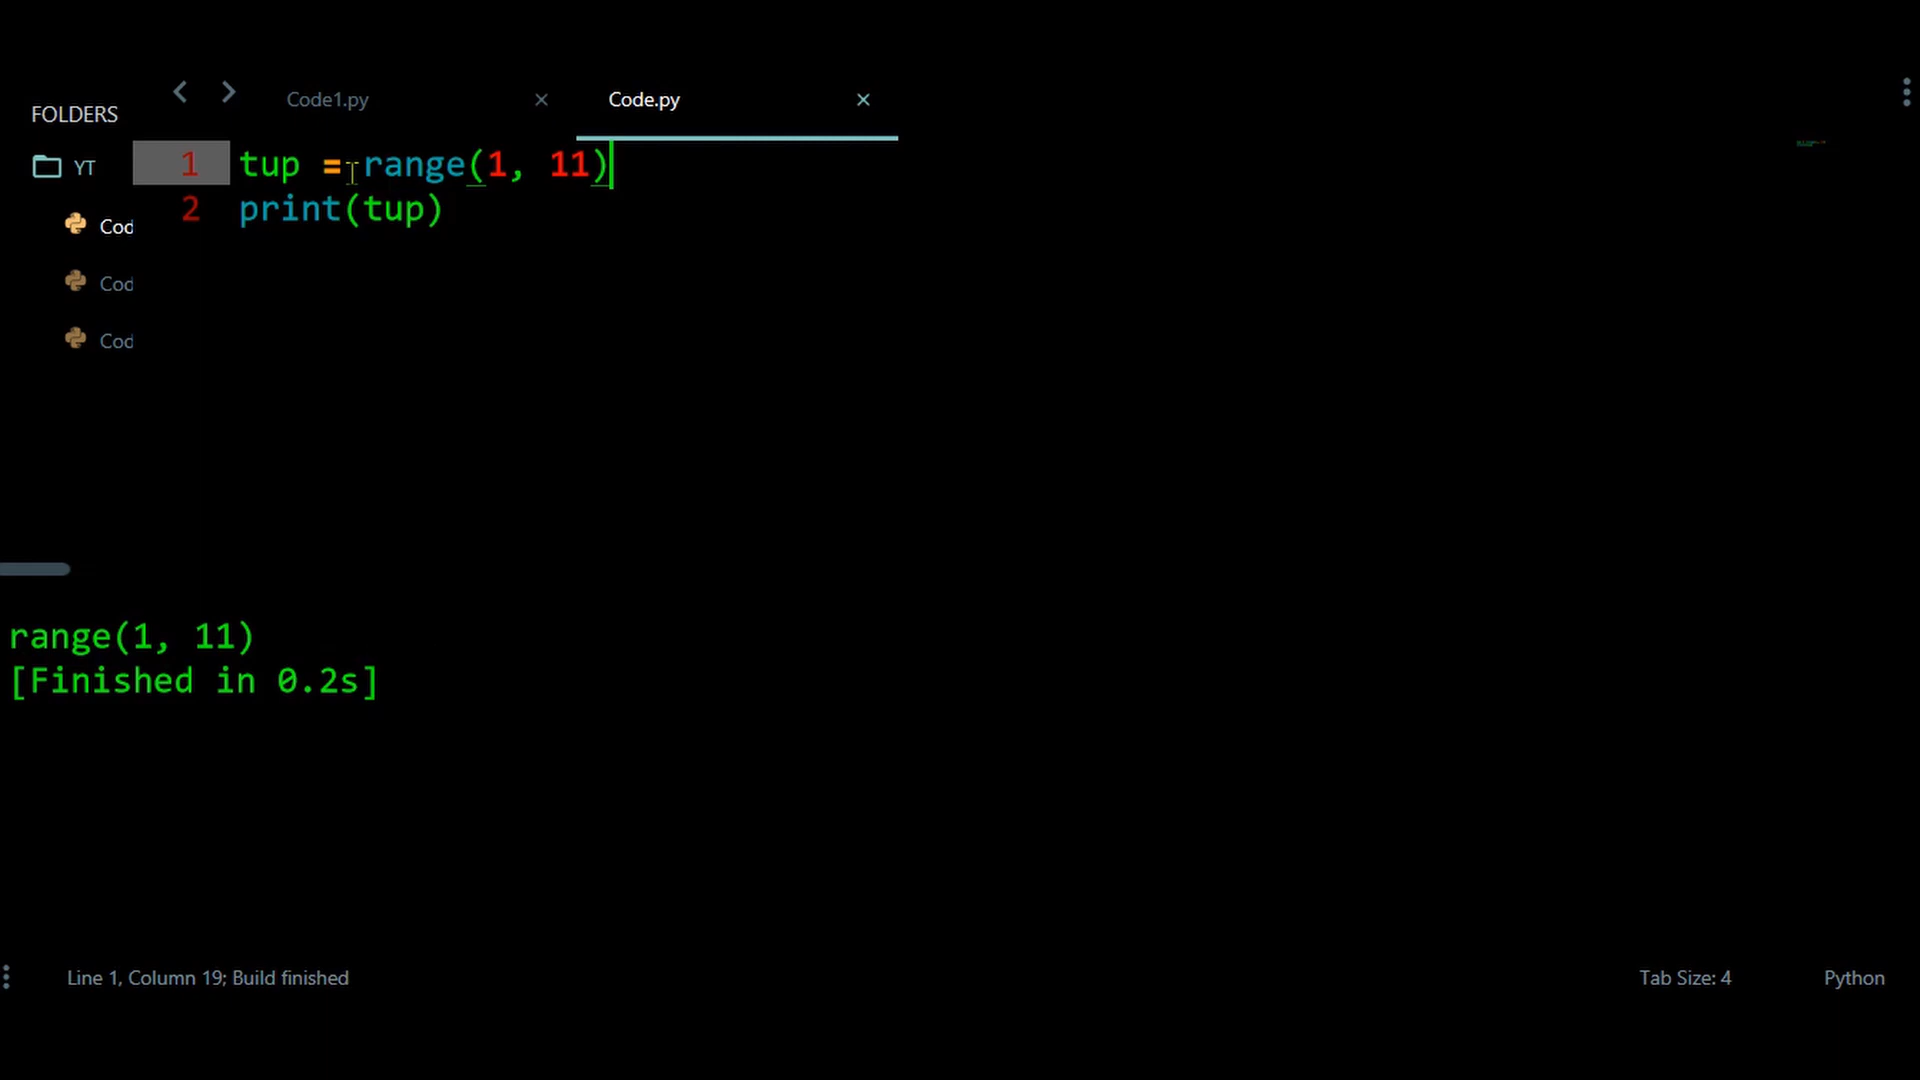 FOLDERS
YT
Cod
Cod
Cod
Code1.py
Code.py
1 tup = range(1, 11)
2 print(tup)
range(1, 11)
[Finished in 0.2s]
Line 1, Column 19; Build finished
Tab Size: 4
Python